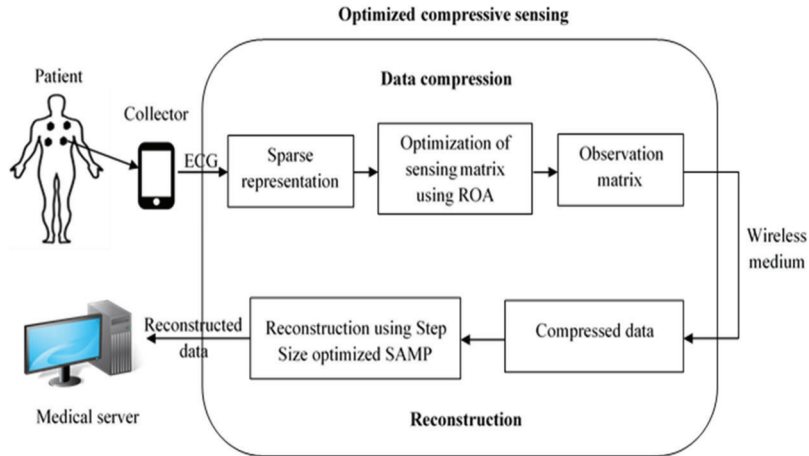 Optimized compressive sensing
Data compression
Patient
Collector
ECG
Sparse
representation
Optimization of
sensing matrix
using ROA
Observation
matrix
Wireless
medium
Compressed data
Reconstruction using Step
Size optimized SAMP
Reconstructed
data
Medical server
Reconstruction